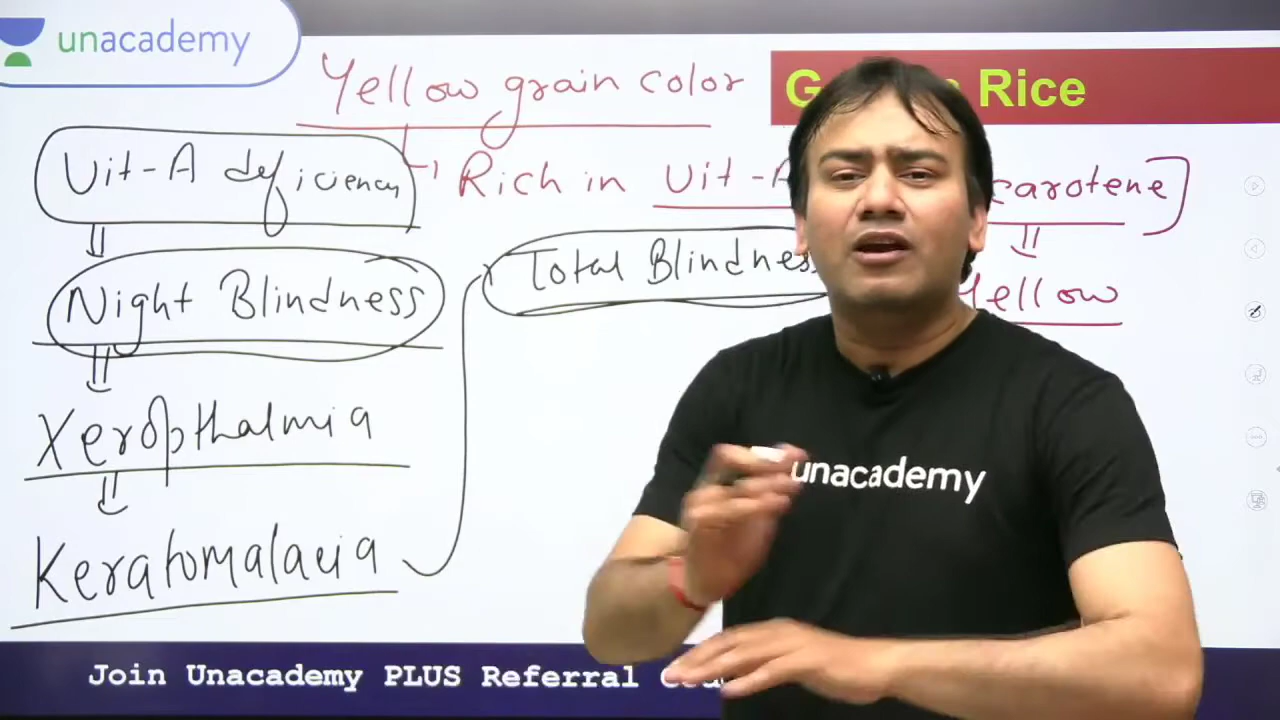 unacademy
Yellow grain color
Rice
Vit-A deficiency
Rich in Vit-A
carotene
Night Blindness
Total Blindness
Yellow
Xeropthalmia
Keratomalacia
unacademy
Join Unacademy PLUS Referral